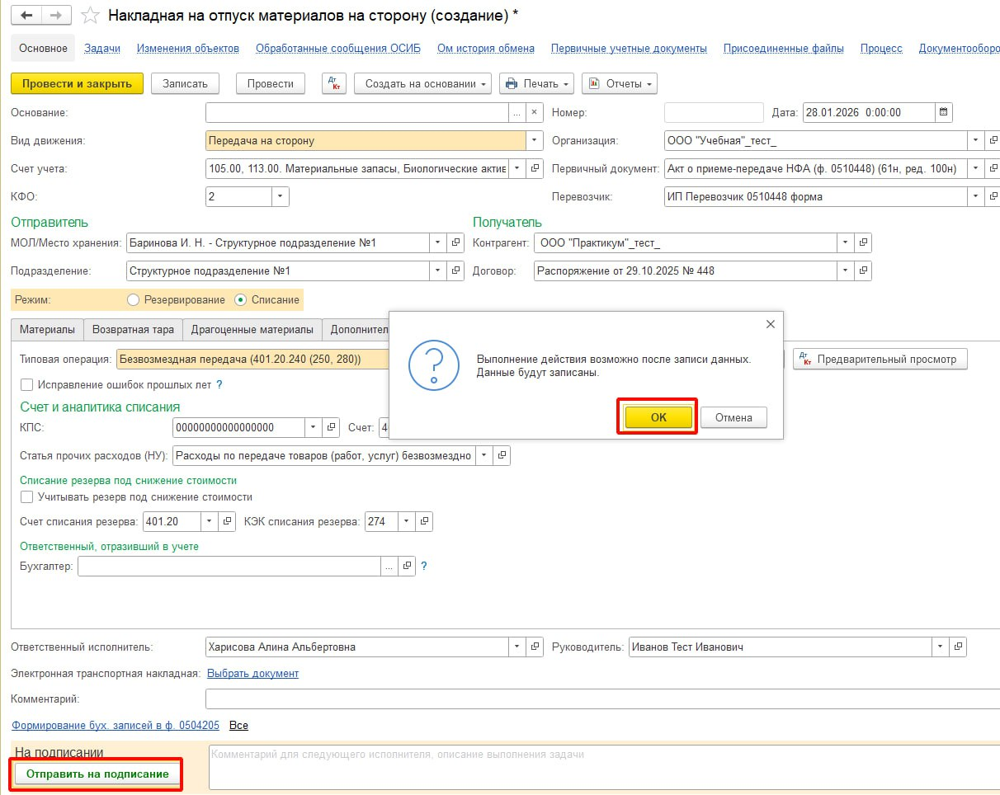 Накладная на отпуск материалов на сторону (создание) *
Основное Задачи Изменения объектов Обработанные сообщения ОСИБ Ом история обмена Первичные учетные документы Присоединенные файлы Процесс Документооборо
Провести и закрыть Записать Провести Дт Кт Создать на основании Печать Отчеты
Основание: ... × Номер: Дата: 28.01.2026 0:00:00
Вид движения: Передача на сторону Организация: ООО "Учебная"_тест_
Счет учета: 105.00, 113.00. Материальные запасы, Биологические актив Первичный документ: Акт о приеме-передаче НФА (ф. 0510448) (61н, ред. 100н)
КФО: 2 Перевозчик: ИП Перевозчик 0510448 форма
Отправитель Получатель
МОЛ/Место хранения: Баринова И. Н. - Структурное подразделение №1 Контрагент: ООО "Практикум"_тест_
Подразделение: Структурное подразделение №1 Договор: Распоряжение от 29.10.2025 № 448
Режим: Резервирование Списание
Материалы Возвратная тара Драгоценные материалы Дополнител
Типовая операция: Безвозмездная передача (401.20.240 (250, 280)) Дт Кт Предварительный просмотр
Выполнение действия возможно после записи данных.
Данные будут записаны.
OK Отмена
Исправление ошибок прошлых лет ?
Счет и аналитика списания
КПС: 00000000000000000 Счет: 4
Статья прочих расходов (НУ): Расходы по передаче товаров (работ, услуг) безвозмездно
Списание резерва под снижение стоимости
Учитывать резерв под снижение стоимости
Счет списания резерва: 401.20 КЭК списания резерва: 274
Ответственный, отразивший в учете
Бухгалтер: ... ?
Ответственный исполнитель: Харисова Алина Альбертовна Руководитель: Иванов Тест Иванович
Электронная транспортная накладная: Выбрать документ
Комментарий:
Формирование бух. записей в ф. 0504205 Все
На подписании Комментарий для следующего исполнителя, описание выполнения задачи
Отправить на подписание